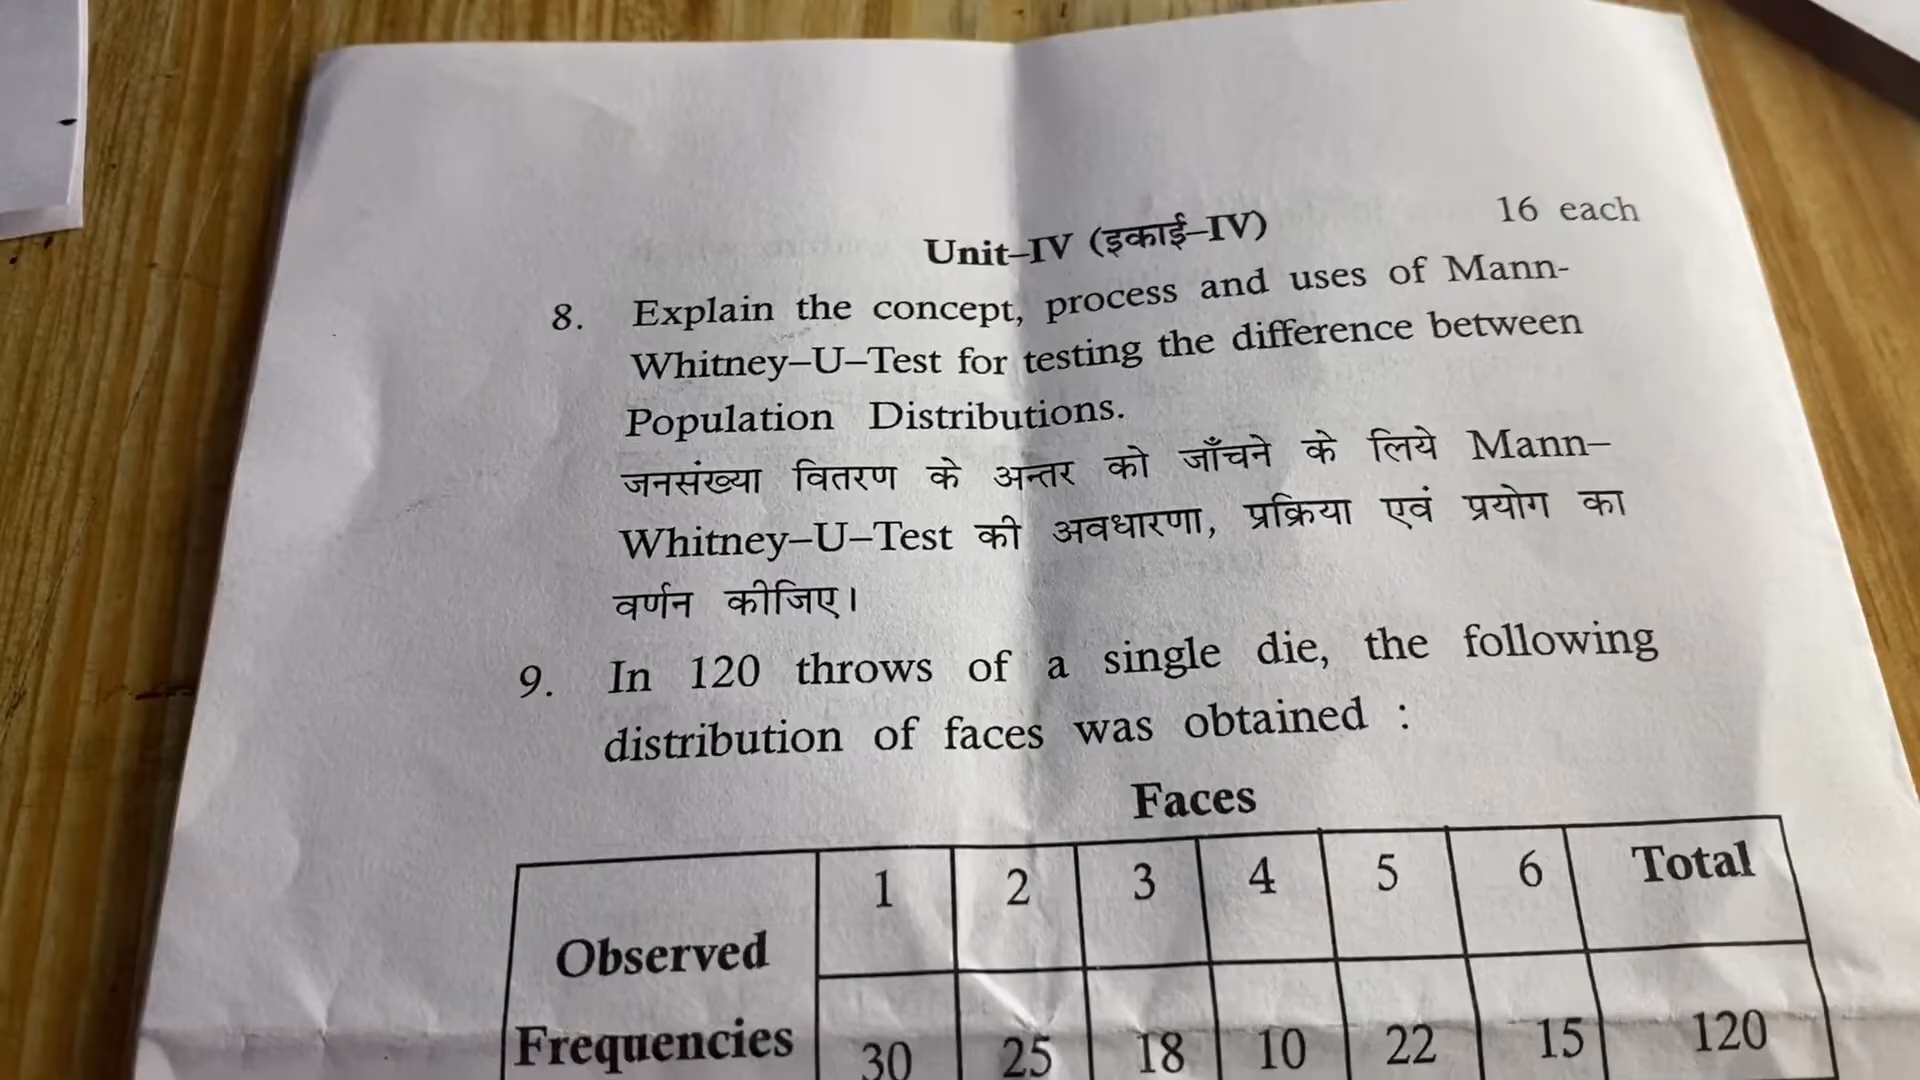 16 each
Unit–IV (इकाई–IV)
8. Explain the concept, process and uses of Mann-
Whitney–U–Test for testing the difference between
Population Distributions.
जनसंख्या वितरण के अन्तर को जाँचने के लिये Mann–
Whitney–U–Test की अवधारणा, प्रक्रिया एवं प्रयोग का
वर्णन कीजिए।
9. In 120 throws of a single die, the following
distribution of faces was obtained :
Faces
1 2 3 4 5 6 Total
Observed
Frequencies 30 25 18 10 22 15 120